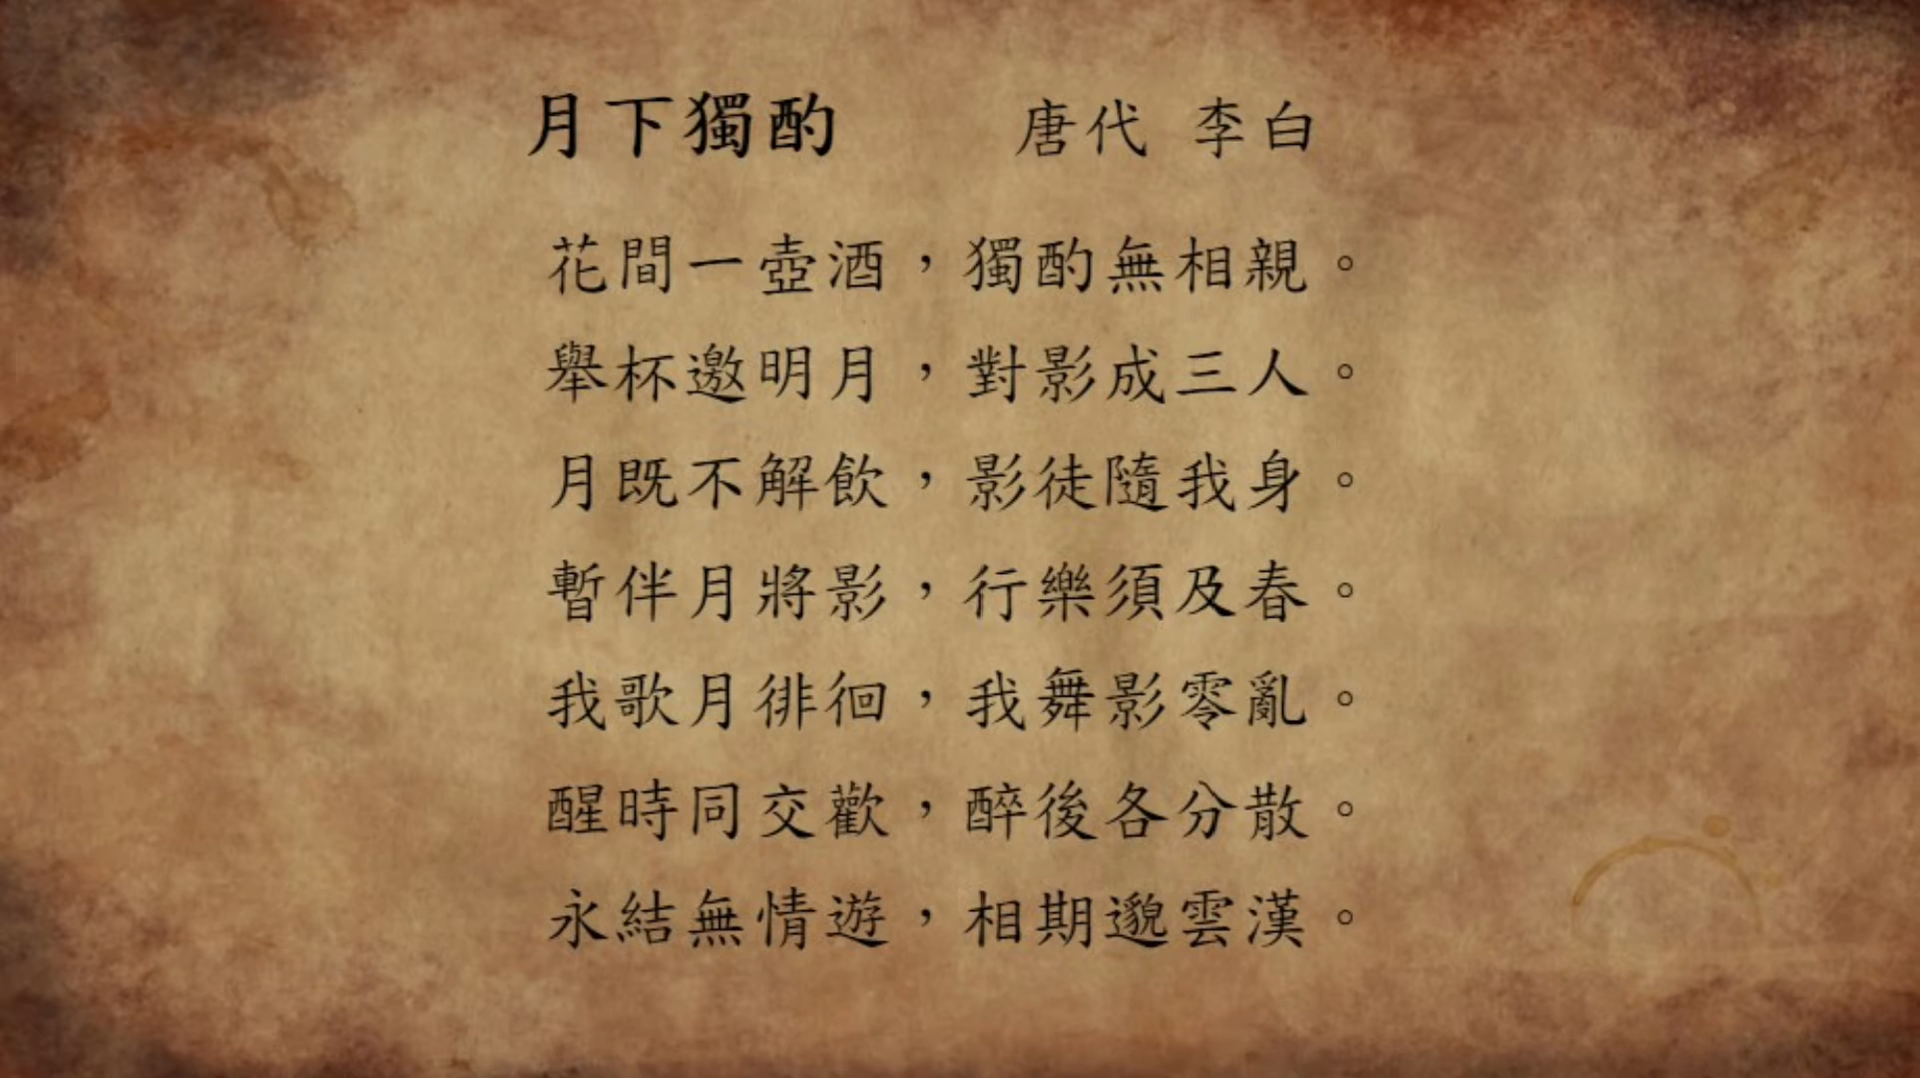 月下獨酌 唐代 李白
花間一壺酒，獨酌無相親。
舉杯邀明月，對影成三人。
月既不解飲，影徒隨我身。
暫伴月將影，行樂須及春。
我歌月徘徊，我舞影零亂。
醒時同交歡，醉後各分散。
永結無情遊，相期邈雲漢。